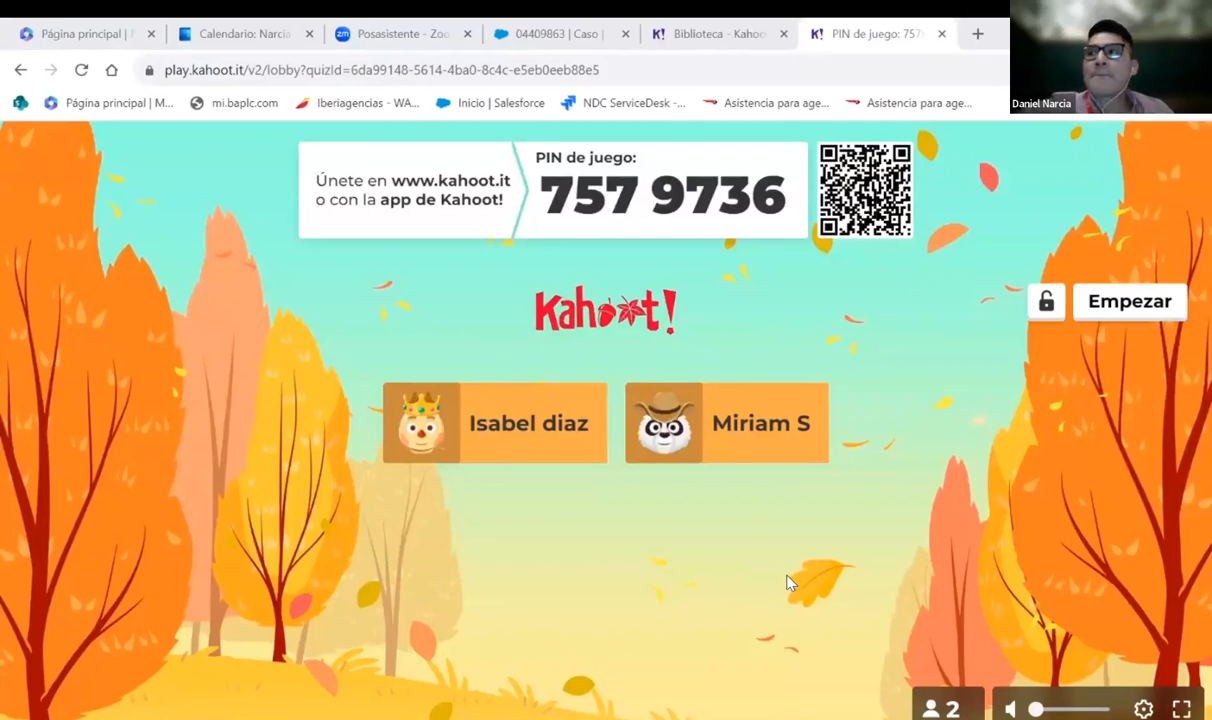 Página principal |
Calendario: Narcia
Posasistente - Zoo
04409863 | Caso |
Biblioteca - Kahoo
PIN de juego: 757
play.kahoot.it/v2/lobby?quizId=6da99148-5614-4ba0-8c4c-e5eb0eeb88e5
Página principal | M...
mi.baplc.com
Iberiagencias - WA...
Inicio | Salesforce
NDC ServiceDesk -...
Asistencia para age...
Asistencia para age...
Daniel Narcia
Únete en www.kahoot.it
o con la app de Kahoot!
PIN de juego:
757 9736
Kahoot!
Empezar
Isabel diaz
Miriam S
2